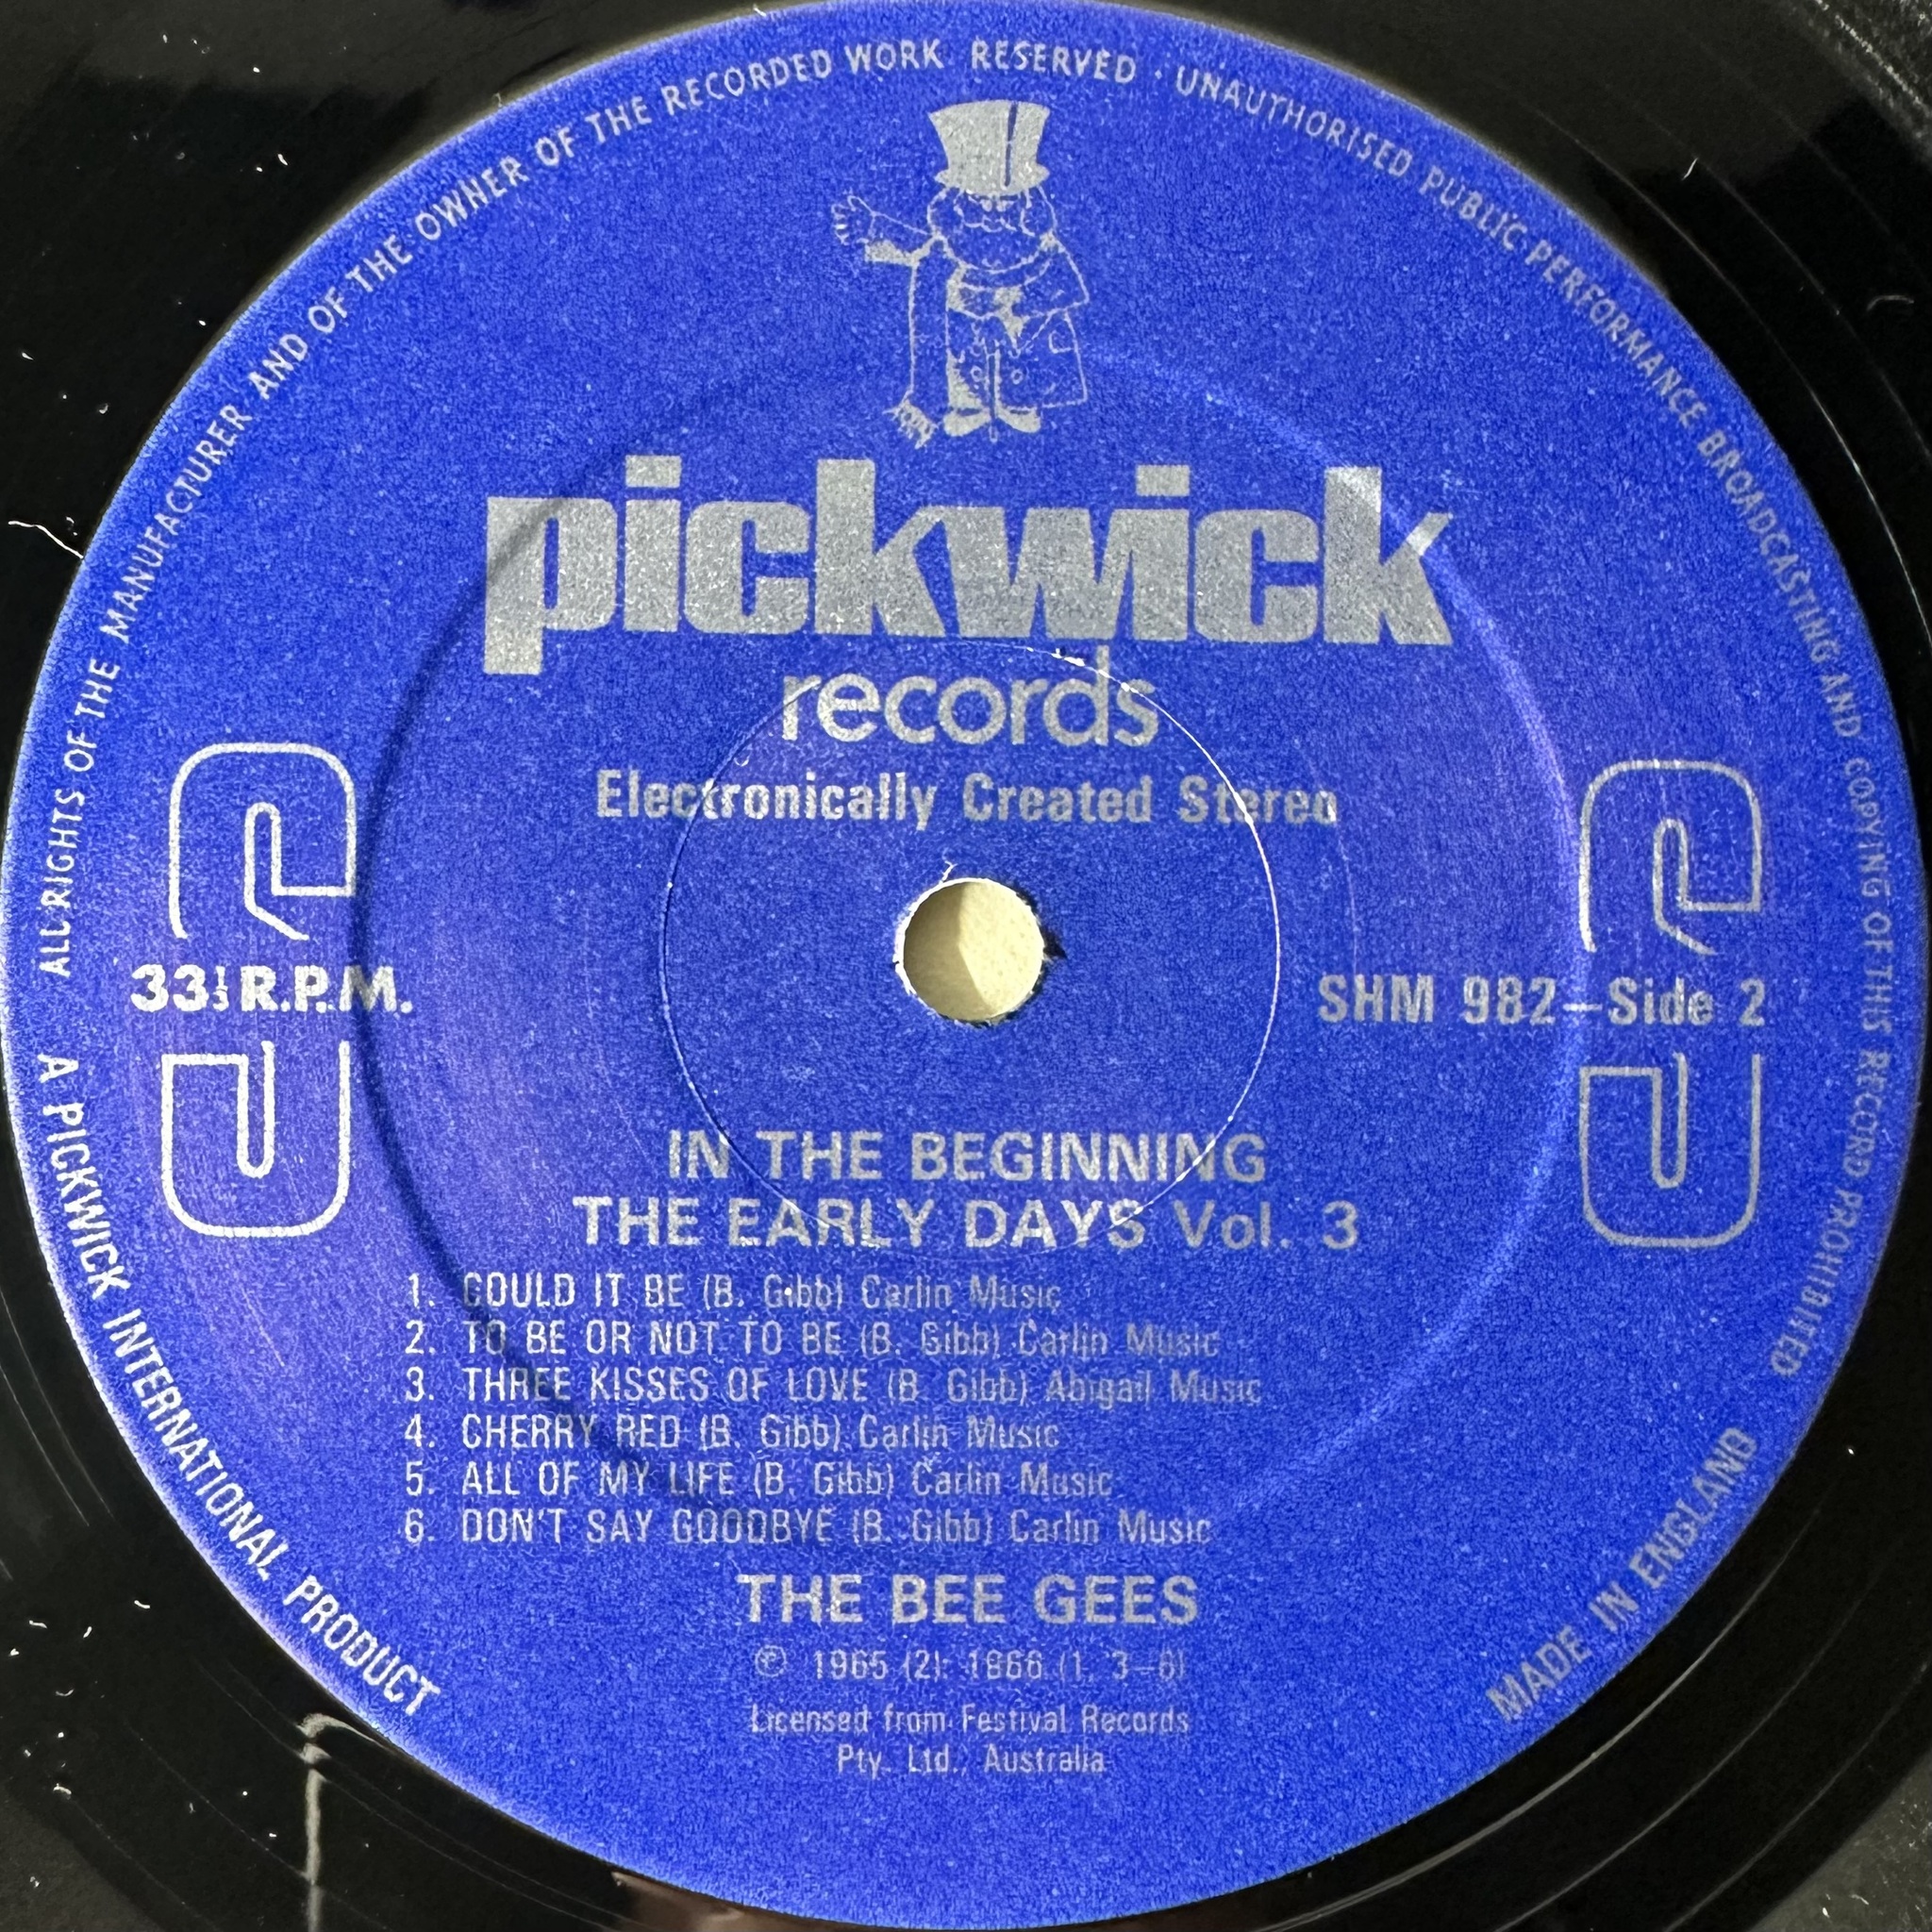 ALL RIGHTS OF THE MANUFACTURER AND OF THE OWNER OF THE RECORDED WORK RESERVED · UNAUTHORISED PUBLIC PERFORMANCE BROADCASTING AND COPYING OF THIS RECORD PROHIBITED
pickwick
records
Electronically Created Stereo
33⅓ R.P.M.
SHM 982–Side 2
IN THE BEGINNING
THE EARLY DAYS Vol. 3
1. COULD IT BE (B. Gibb) Carlin Music
2. TO BE OR NOT TO BE (B. Gibb) Carlin Music
3. THREE KISSES OF LOVE (B. Gibb) Abigail Music
4. CHERRY RED (B. Gibb) Carlin Music
5. ALL OF MY LIFE (B. Gibb) Carlin Music
6. DON'T SAY GOODBYE (B. Gibb) Carlin Music
THE BEE GEES
© 1965 (2): 1966 (1, 3–6)
Licensed from Festival Records
Pty. Ltd., Australia
A PICKWICK INTERNATIONAL PRODUCT
MADE IN ENGLAND